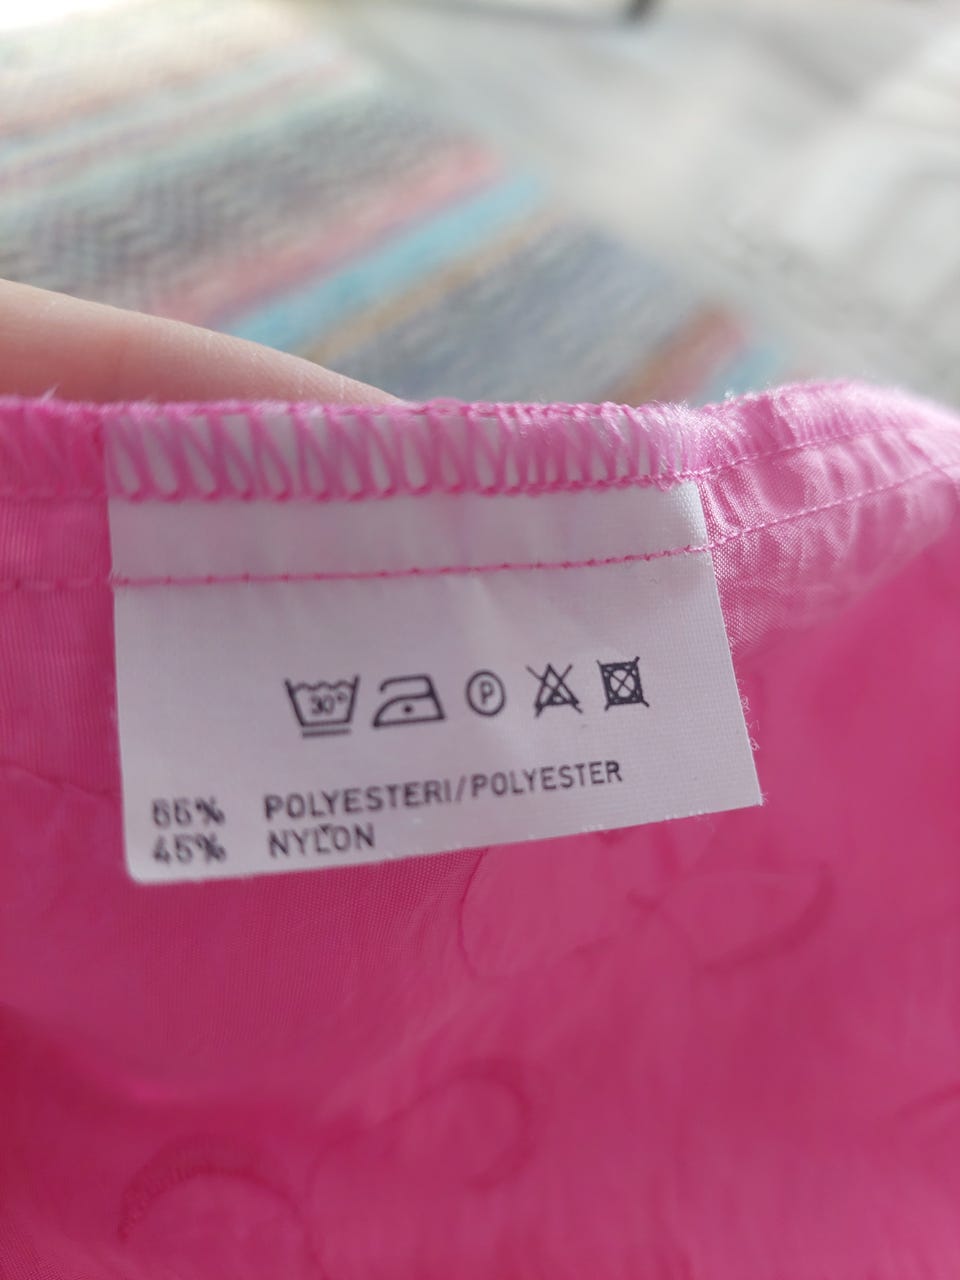 30°
P
55% POLYESTERI/POLYESTER
45% NYLON